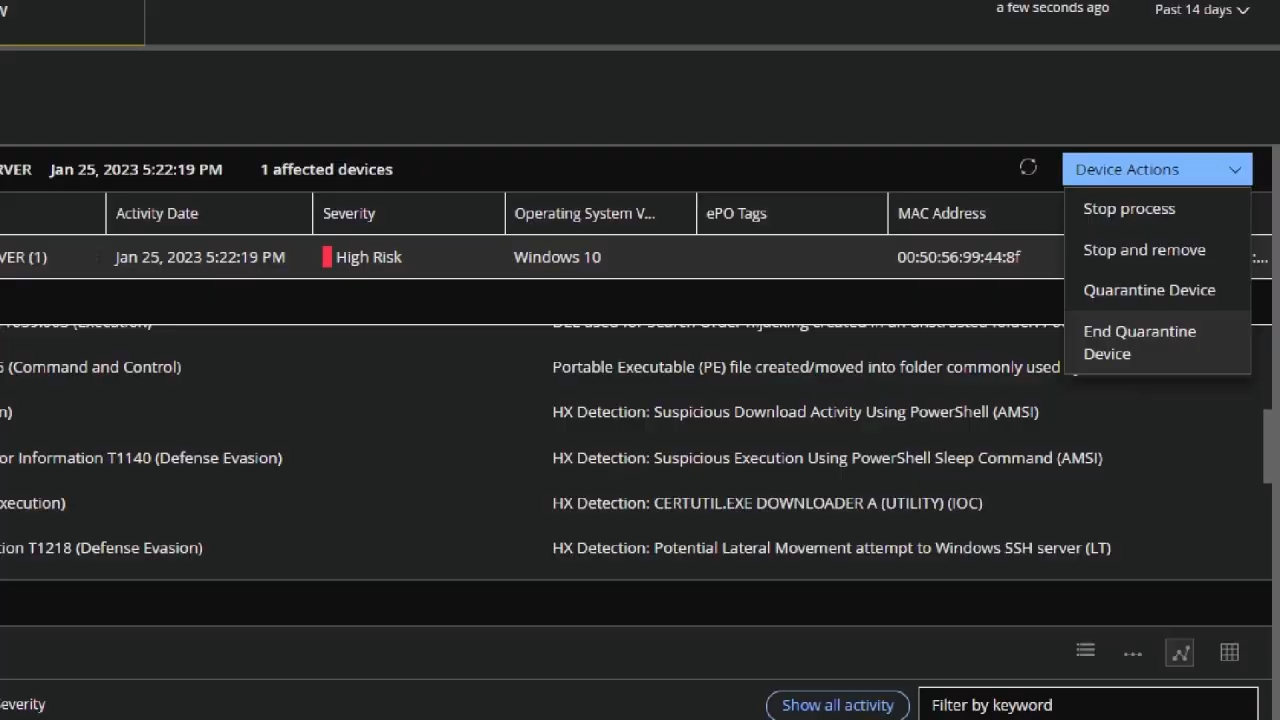 a few seconds ago Past 14 days
RVER Jan 25, 2023 5:22:19 PM 1 affected devices Device Actions
Activity Date Severity Operating System V... ePO Tags MAC Address
Stop process
VER (1) Jan 25, 2023 5:22:19 PM High Risk Windows 10 00:50:56:99:44:8f :...
Stop and remove
Quarantine Device
End Quarantine
Device
(Command and Control) Portable Executable (PE) file created/moved into folder commonly used
n) HX Detection: Suspicious Download Activity Using PowerShell (AMSI)
or Information T1140 (Defense Evasion) HX Detection: Suspicious Execution Using PowerShell Sleep Command (AMSI)
xecution) HX Detection: CERTUTIL.EXE DOWNLOADER A (UTILITY) (IOC)
ion T1218 (Defense Evasion) HX Detection: Potential Lateral Movement attempt to Windows SSH server (LT)
everity Show all activity Filter by keyword